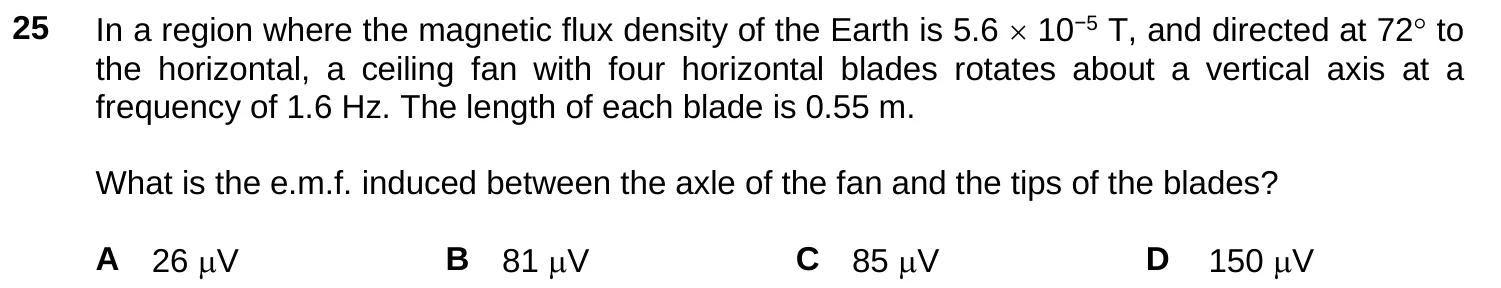 25 In a region where the magnetic flux density of the Earth is 5.6 × 10⁻⁵ T, and directed at 72° to
the horizontal, a ceiling fan with four horizontal blades rotates about a vertical axis at a
frequency of 1.6 Hz. The length of each blade is 0.55 m.
What is the e.m.f. induced between the axle of the fan and the tips of the blades?
A 26 μV B 81 μV C 85 μV D 150 μV